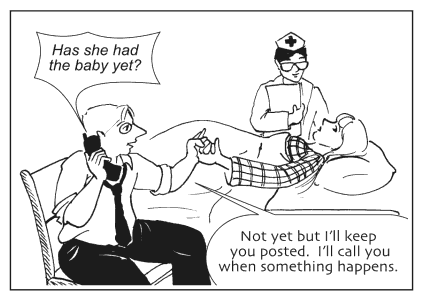 Has she had
the baby yet?
Not yet but I'll keep
you posted.  I'll call you
when something happens.